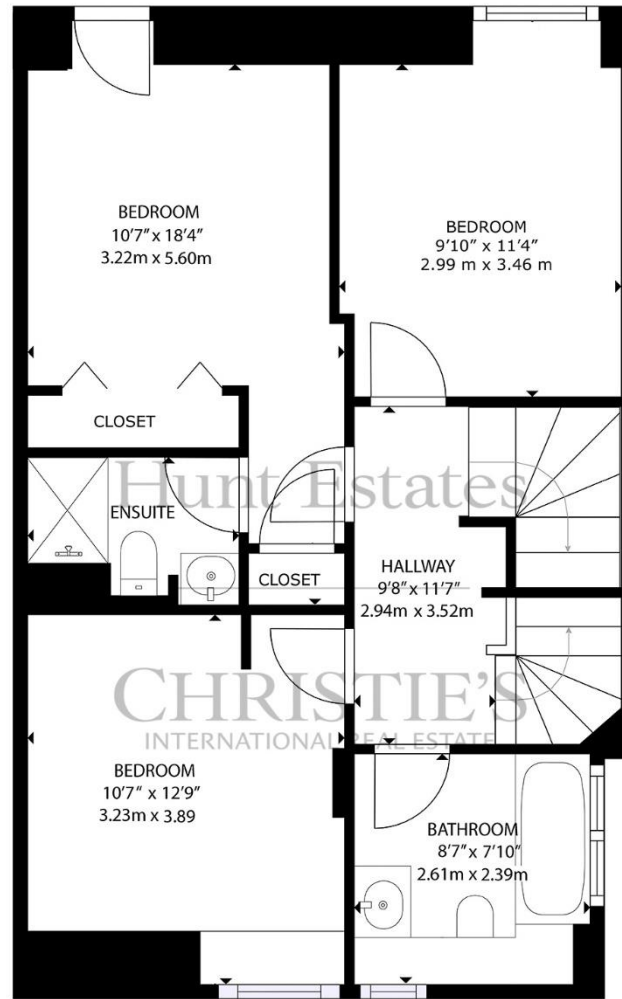 BEDROOM
10'7" x 18'4"
3.22m x 5.60m
BEDROOM
9'10" x 11'4"
2.99 m x 3.46 m
CLOSET
Hunt Estates
ENSUITE
CLOSET
HALLWAY
9'8" x 11'7"
2.94m x 3.52m
CHRISTIE'S
INTERNATIONAL REAL ESTATE
BEDROOM
10'7" x 12'9"
3.23m x 3.89
BATHROOM
8'7" x 7'10"
2.61m x 2.39m